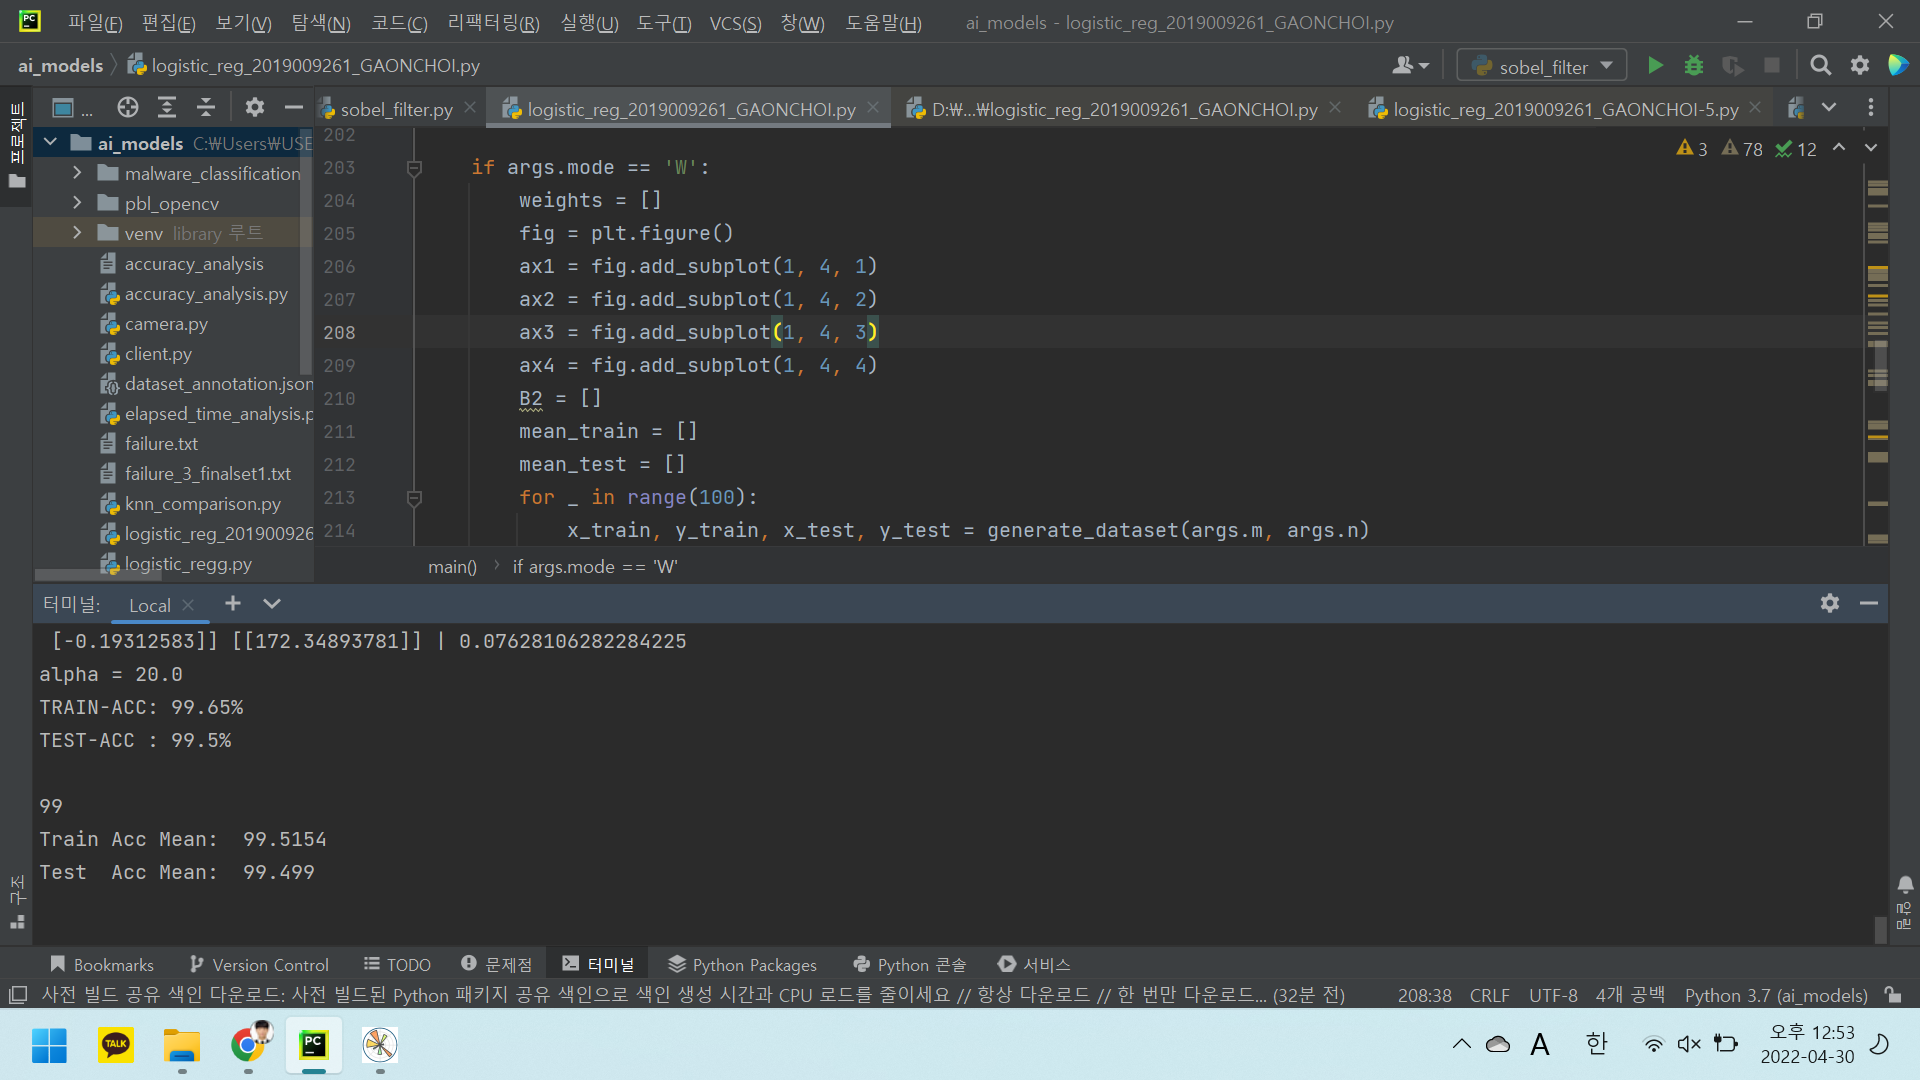 파일(F) 편집(E) 보기(V) 탐색(N) 코드(C) 리팩터링(R) 실행(U) 도구(T) VCS(S) 창(W) 도움말(H) ai_models - logistic_reg_2019009261_GAONCHOI.py
ai_models logistic_reg_2019009261_GAONCHOI.py sobel_filter
프로젝트
... sobel_filter.py logistic_reg_2019009261_GAONCHOI.py D:₩...₩logistic_reg_2019009261_GAONCHOI.py logistic_reg_2019009261_GAONCHOI-5.py
ai_models C:₩Users₩USE
malware_classification
pbl_opencv
venv library 루트
accuracy_analysis
accuracy_analysis.py
camera.py
client.py
dataset_annotation.json
elapsed_time_analysis.p
failure.txt
failure_3_finalset1.txt
knn_comparison.py
logistic_reg_201900926
logistic_regg.py
3 78 12
202
203 if args.mode == 'W':
204 weights = []
205 fig = plt.figure()
206 ax1 = fig.add_subplot(1, 4, 1)
207 ax2 = fig.add_subplot(1, 4, 2)
208 ax3 = fig.add_subplot(1, 4, 3)
209 ax4 = fig.add_subplot(1, 4, 4)
210 B2 = []
211 mean_train = []
212 mean_test = []
213 for _ in range(100):
214 x_train, y_train, x_test, y_test = generate_dataset(args.m, args.n)
main() if args.mode == 'W'
터미널: Local
[-0.19312583]] [[172.34893781]] | 0.07628106282284225
alpha = 20.0
TRAIN-ACC: 99.65%
TEST-ACC : 99.5%
99
Train Acc Mean: 99.5154
Test Acc Mean: 99.499
구조
알림
Bookmarks Version Control TODO 문제점 터미널 Python Packages Python 콘솔 서비스
사전 빌드 공유 색인 다운로드: 사전 빌드된 Python 패키지 공유 색인으로 색인 생성 시간과 CPU 로드를 줄이세요 // 항상 다운로드 // 한 번만 다운로드... (32분 전) 208:38 CRLF UTF-8 4개 공백 Python 3.7 (ai_models)
TALK PC A 한 오후 12:53
2022-04-30